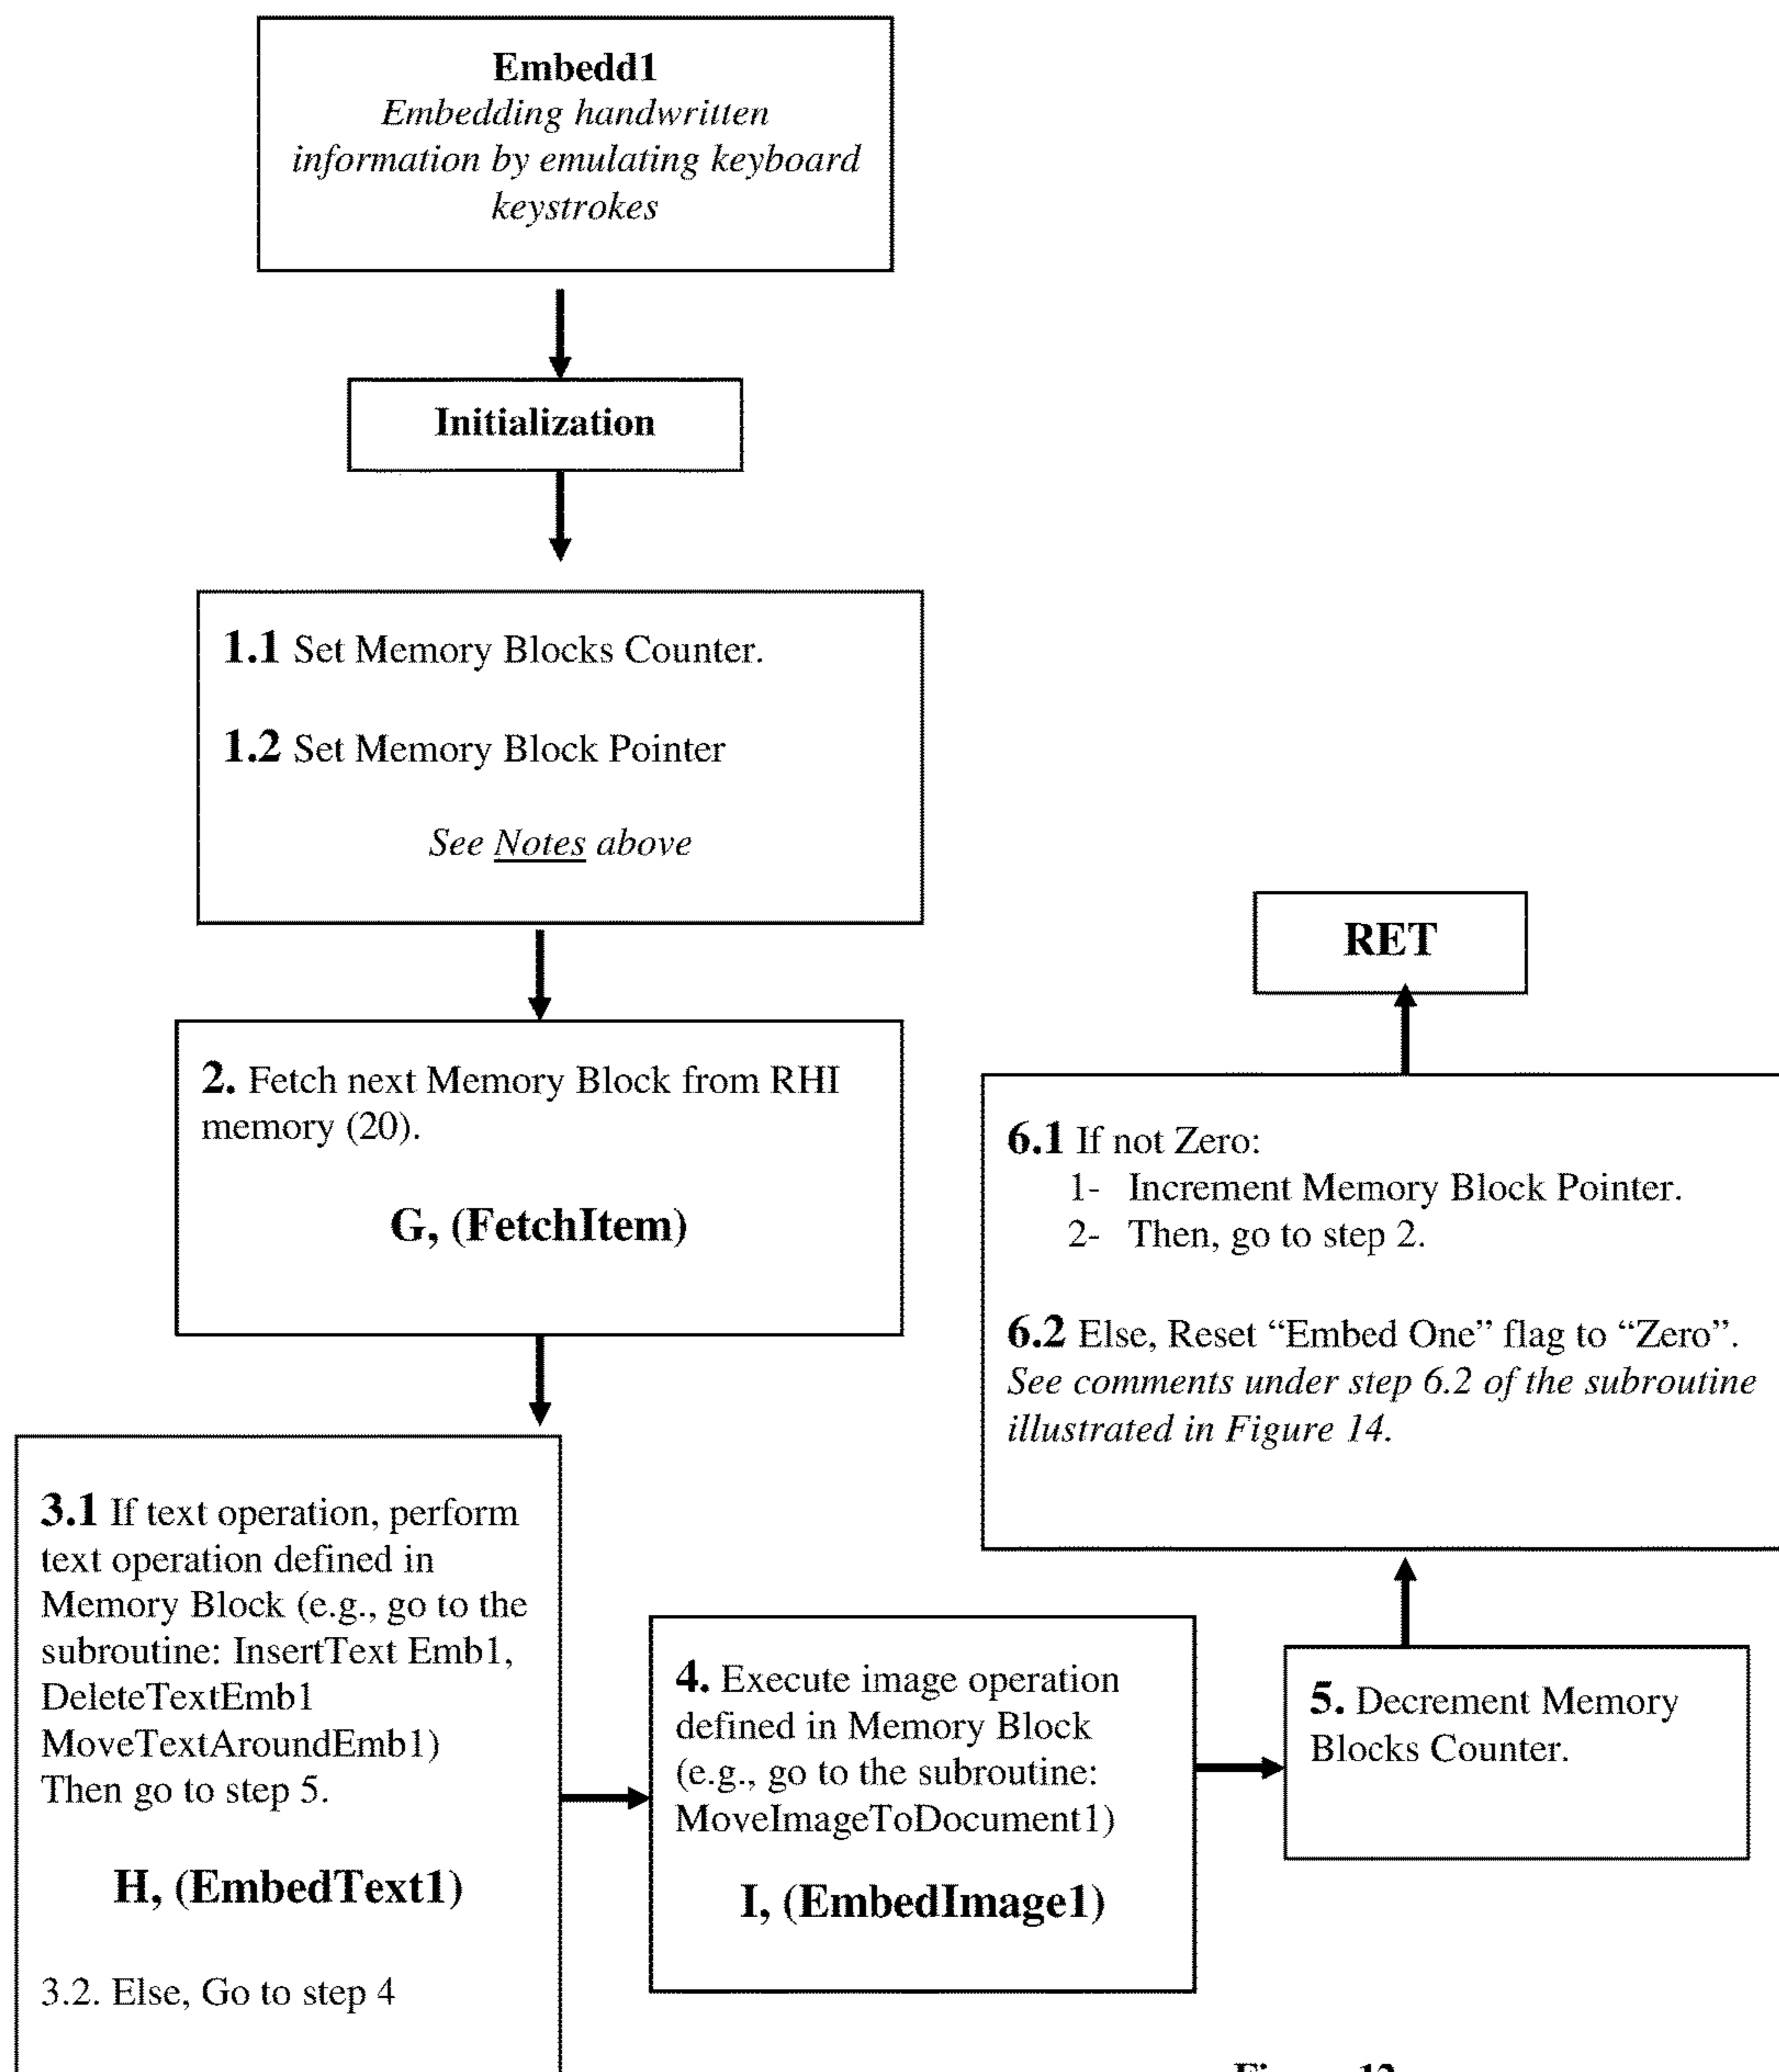 Embedd1
Embedding handwritten
information by emulating keyboard
keystrokes
Initialization
1.1 Set Memory Blocks Counter.
1.2 Set Memory Block Pointer
See Notes above
2. Fetch next Memory Block from RHI
memory (20).
G, (FetchItem)
3.1 If text operation, perform
text operation defined in
Memory Block (e.g., go to the
subroutine: InsertText Emb1,
DeleteTextEmb1
MoveTextAroundEmb1)
Then go to step 5.
H, (EmbedText1)
3.2. Else, Go to step 4
4. Execute image operation
defined in Memory Block
(e.g., go to the subroutine:
MoveImageToDocument1)
I, (EmbedImage1)
5. Decrement Memory
Blocks Counter.
6.1 If not Zero:
1- Increment Memory Block Pointer.
2- Then, go to step 2.
6.2 Else, Reset “Embed One” flag to “Zero”.
See comments under step 6.2 of the subroutine
illustrated in Figure 14.
RET